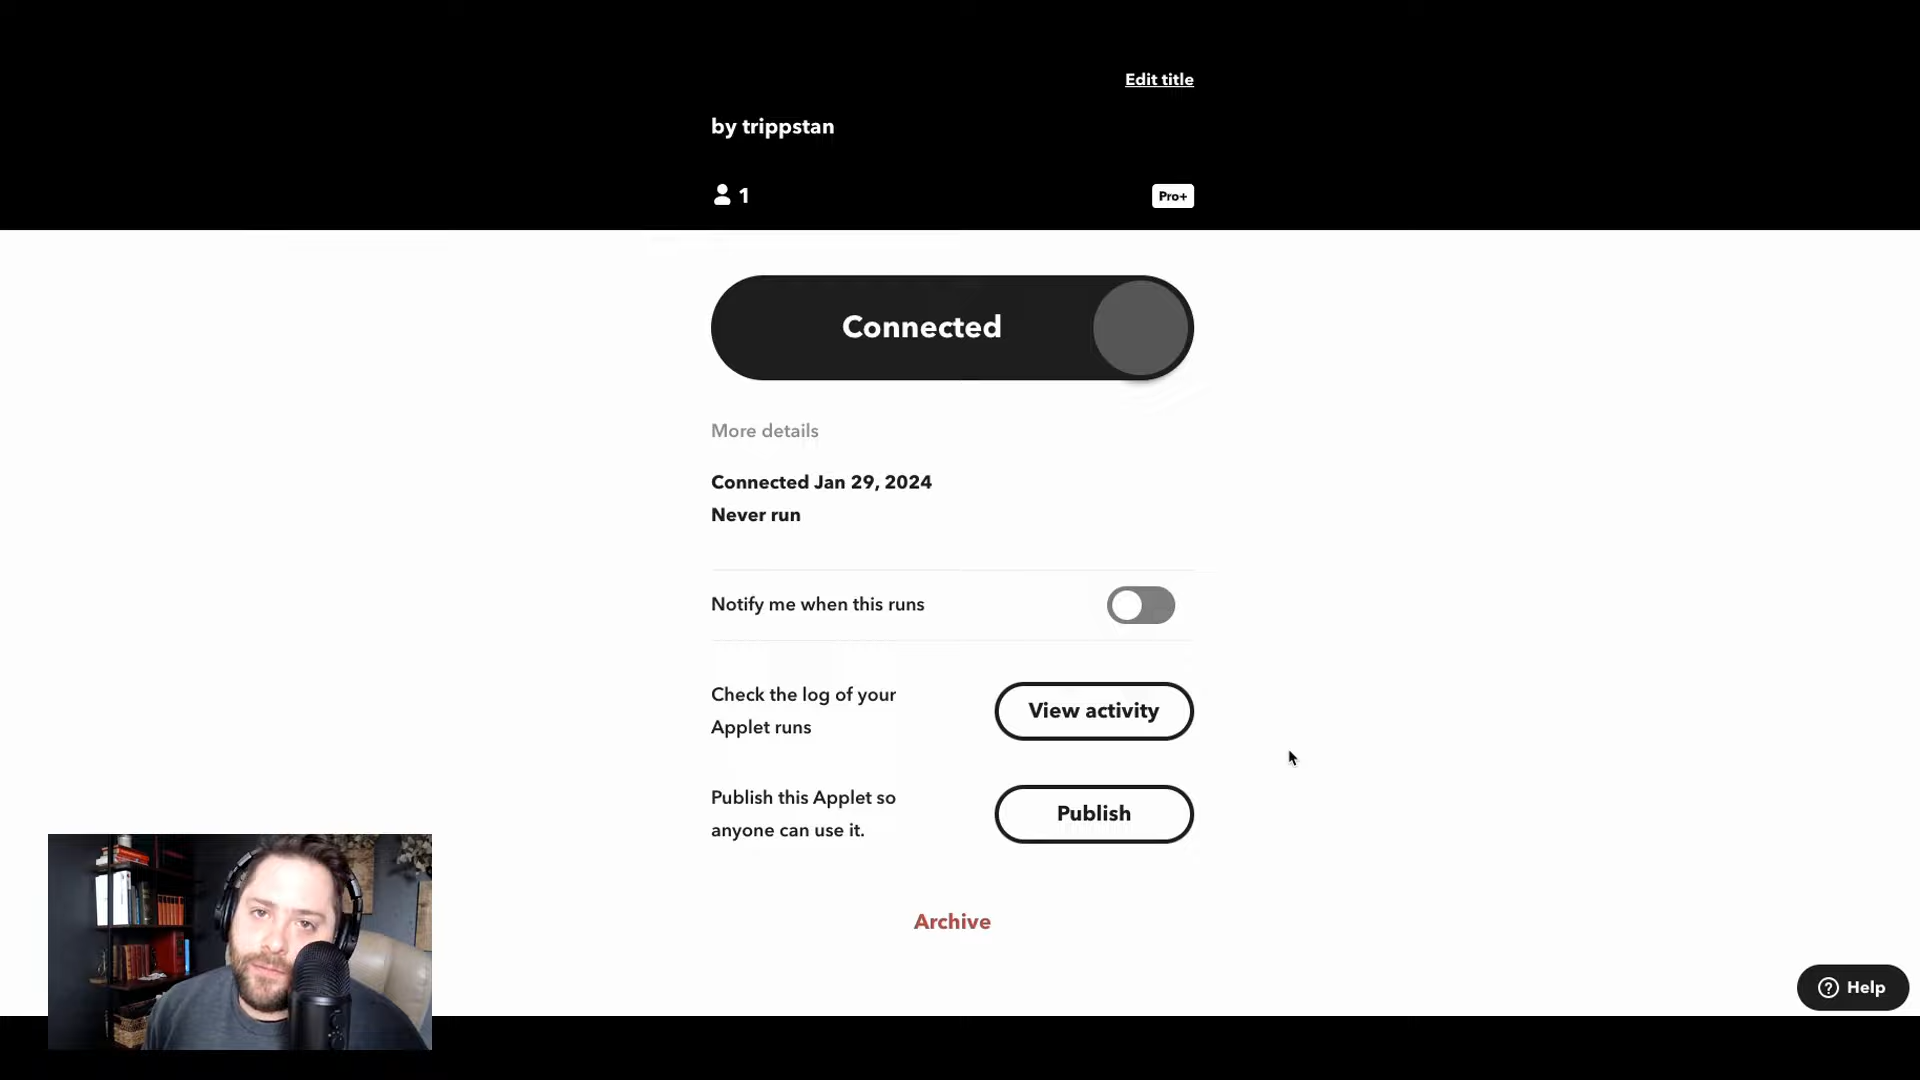 Edit title
by trippstan
1
Pro+
Connected
More details
Connected Jan 29, 2024
Never run
Notify me when this runs
Check the log of your
Applet runs
View activity
Publish this Applet so
anyone can use it.
Publish
Archive
? Help